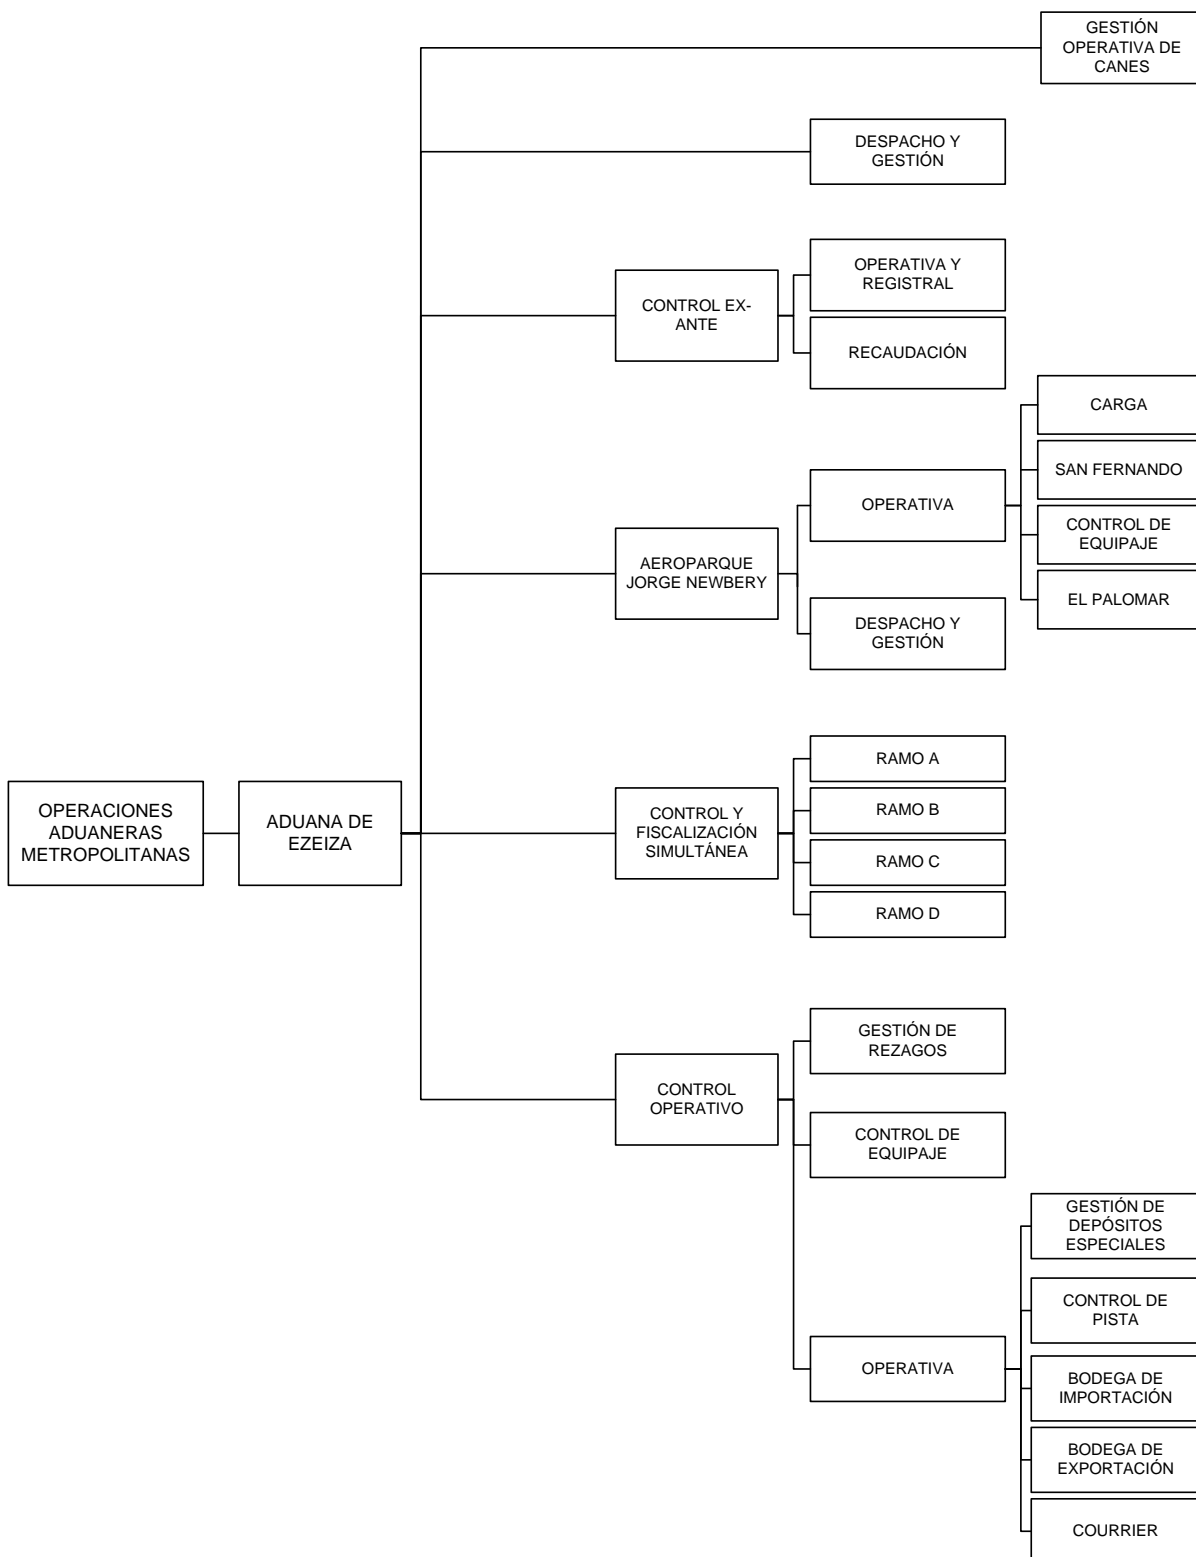 GESTIÓN
OPERATIVA DE
CANES
DESPACHO Y
GESTIÓN
OPERATIVA Y
REGISTRAL
CONTROL EX-
ANTE
RECAUDACIÓN
CARGA
SAN FERNANDO
OPERATIVA
CONTROL DE
EQUIPAJE
AEROPARQUE
JORGE NEWBERY
EL PALOMAR
DESPACHO Y
GESTIÓN
RAMO A
RAMO B
OPERACIONES
ADUANERAS
METROPOLITANAS
ADUANA DE
EZEIZA
CONTROL Y
FISCALIZACIÓN
SIMULTÁNEA
RAMO C
RAMO D
GESTIÓN DE
REZAGOS
CONTROL
OPERATIVO
CONTROL DE
EQUIPAJE
GESTIÓN DE
DEPÓSITOS
ESPECIALES
CONTROL DE
PISTA
OPERATIVA
BODEGA DE
IMPORTACIÓN
BODEGA DE
EXPORTACIÓN
COURRIER